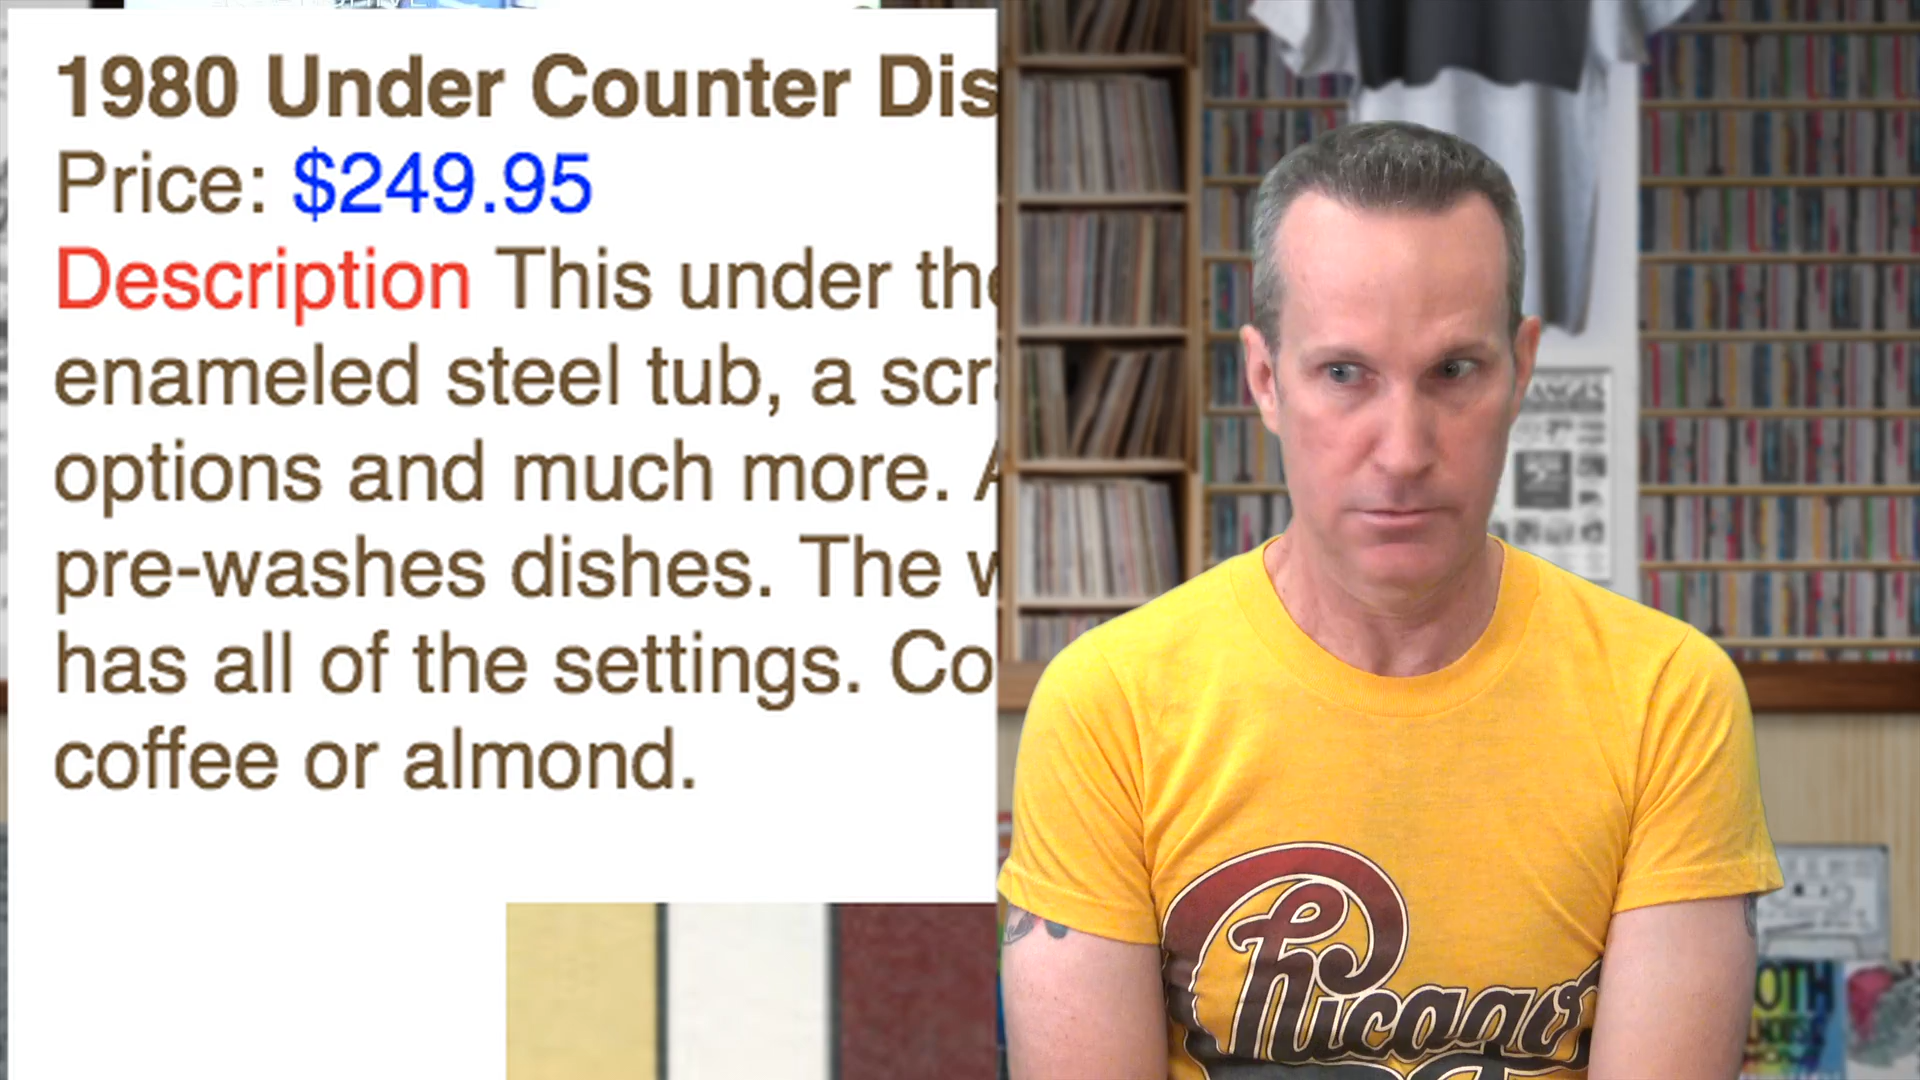 1980 Under Counter Dis
Price: $249.95
Description This under the
enameled steel tub, a scr
options and much more. A
pre-washes dishes. The w
has all of the settings. Co
coffee or almond.
Chicago